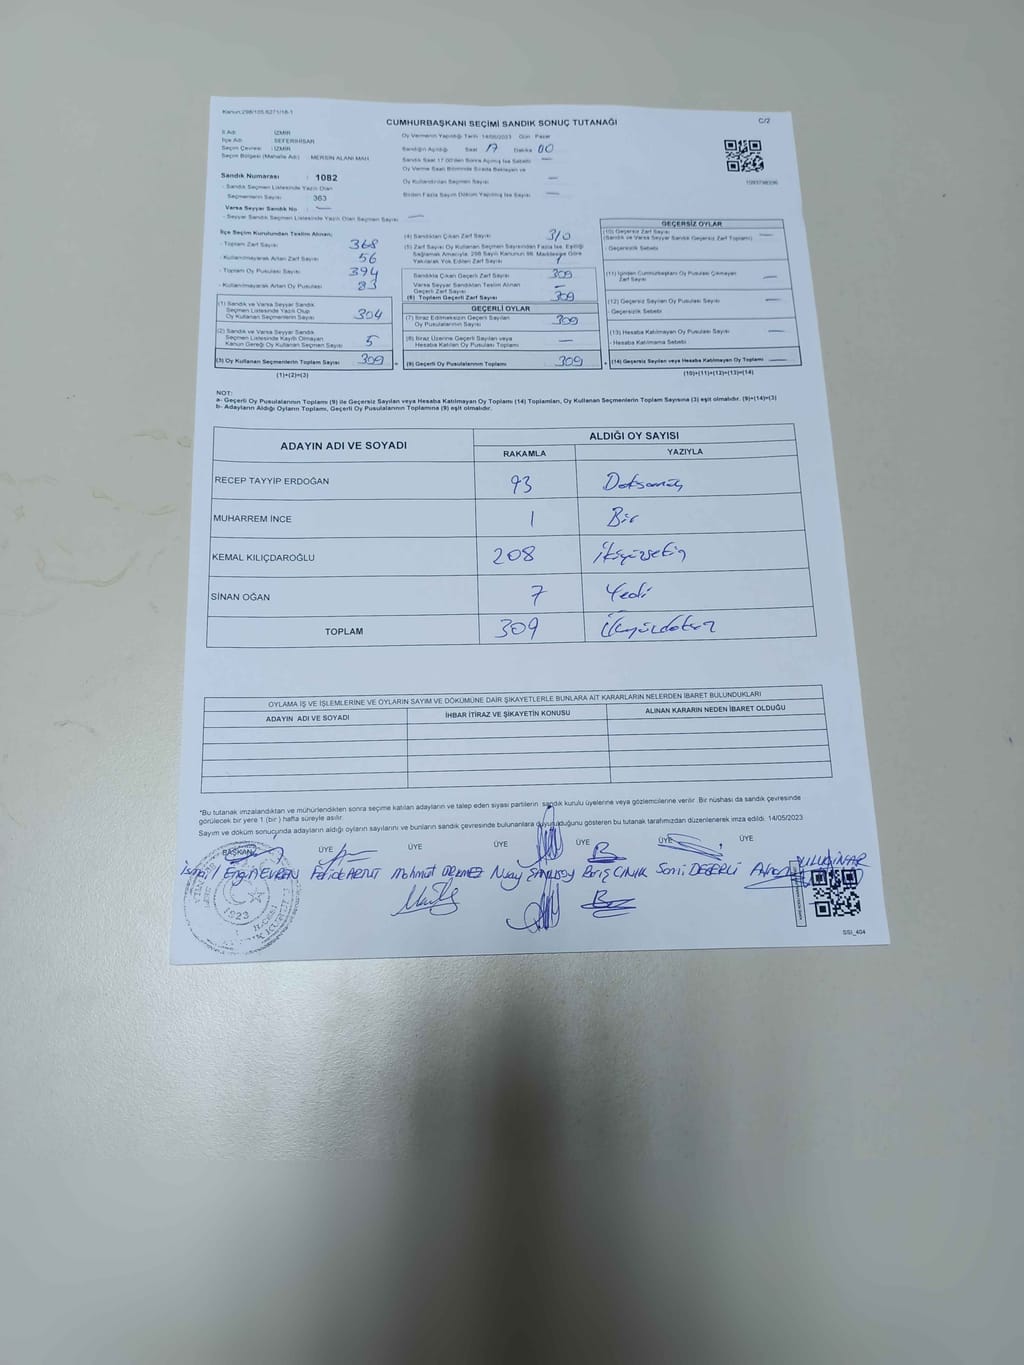 Kanun:298/105.6271/18-1
CUMHURBAŞKANI SEÇİMİ SANDIK SONUÇ TUTANAĞI
C/2
İl Adı : İZMİR
İlçe Adı : SEFERİHİSAR
Seçim Çevresi : İZMİR
Seçim Bölgesi (Mahalle Adı) : MERSİN ALANI MAH
Sandık Numarası : 1082
- Sandık Seçmen Listesinde Yazılı Olan
Seçmenlerin Sayısı : 363
Varsa Seyyar Sandık No : —
- Seyyar Sandık Seçmen Listesinde Yazılı Olan Seçmen Sayısı : —
Oy Vermenin Yapıldığı Tarih : 14/05/2023 Gün : Pazar
Sandığın Açıldığı Saat 17 Dakika 00
Sandık Saat 17:00'den Sonra Açılmış İse Sebebi —
Oy Verme Saati Bitiminde Sırada Bekleyen ve
Oy Kullandırılan Seçmen Sayısı —
Birden Fazla Sayım Döküm Yapılmış İse Sayısı —
İlçe Seçim Kurulundan Teslim Alınan;
- Toplam Zarf Sayısı : 368
- Kullanılmayarak Artan Zarf Sayısı : 56
- Toplam Oy Pusulası Sayısı : 394
- Kullanılmayarak Artan Oy Pusulası : 83
(1) Sandık ve Varsa Seyyar Sandık
Seçmen Listesinde Yazılı Olup
Oy Kullanan Seçmenlerin Sayısı 304
(2) Sandık ve Varsa Seyyar Sandık
Seçmen Listesinde Kayıtlı Olmayan
Kanun Gereği Oy Kullanan Seçmen Sayısı 5
(3) Oy Kullanan Seçmenlerin Toplam Sayısı 309
(1)+(2)=(3)
(4) Sandıktan Çıkan Zarf Sayısı 310
(5) Zarf Sayısı Oy Kullanan Seçmen Sayısından Fazla İse, Eşitliği
Sağlamak Amacıyla, 298 Sayılı Kanunun 98. Maddesine Göre
Yakılarak Yok Edilen Zarf Sayısı 1
Sandıkta Çıkan Geçerli Zarf Sayısı 309
Varsa Seyyar Sandıktan Teslim Alınan
Geçerli Zarf Sayısı —
(6) Toplam Geçerli Zarf Sayısı 309
GEÇERLİ OYLAR
(7) İtiraz Edilmeksizin Geçerli Sayılan
Oy Pusulalarının Sayısı 309
(8) İtiraz Üzerine Geçerli Sayılan veya
Hesaba Katılan Oy Pusulası Toplamı —
(9) Geçerli Oy Pusulalarının Toplamı 309
GEÇERSİZ OYLAR
(10) Geçersiz Zarf Sayısı
(Sandık ve Varsa Seyyar Sandık Geçersiz Zarf Toplamı) —
- Geçersizlik Sebebi
(11) İçinden Cumhurbaşkanı Oy Pusulası Çıkmayan
Zarf Sayısı —
(12) Geçersiz Sayılan Oy Pusulası Sayısı —
- Geçersizlik Sebebi
(13) Hesaba Katılmayan Oy Pusulası Sayısı —
- Hesaba Katılmama Sebebi
(14) Geçersiz Sayılan veya Hesaba Katılmayan Oy Toplamı —
(10)+(11)+(12)+(13)=(14)
NOT:
a- Geçerli Oy Pusulalarının Toplamı (9) ile Geçersiz Sayılan veya Hesaba Katılmayan Oy Toplamı (14) Toplamları, Oy Kullanan Seçmenlerin Toplam Sayısına (3) eşit olmalıdır. (9)+(14)=(3)
b- Adayların Aldığı Oyların Toplamı, Geçerli Oy Pusulalarının Toplamına (9) eşit olmalıdır.
ADAYIN ADI VE SOYADI
ALDIĞI OY SAYISI
RAKAMLA YAZIYLA
RECEP TAYYİP ERDOĞAN 93 Doksanüç
MUHARREM İNCE 1 Bir
KEMAL KILIÇDAROĞLU 208 İkiyüzsekiz
SİNAN OĞAN 7 Yedi
TOPLAM 309 Üçyüzdokuz
OYLAMA İŞ VE İŞLEMLERİNE VE OYLARIN SAYIM VE DÖKÜMÜNE DAİR ŞİKAYETLERLE BUNLARA AİT KARARLARIN NELERDEN İBARET BULUNDUKLARI
ADAYIN ADI VE SOYADI İHBAR İTİRAZ VE ŞİKAYETİN KONUSU ALINAN KARARIN NEDEN İBARET OLDUĞU
*Bu tutanak imzalandıktan ve mühürlendikten sonra seçime katılan adayların ve talep eden siyasi partilerin sandık kurulu üyelerine veya gözlemcilerine verilir. Bir nüshası da sandık çevresinde
görülecek bir yere 1 (bir ) hafta süreyle asılır.
Sayım ve döküm sonucunda adayların aldığı oyların sayılarını ve bunların sandık çevresinde bulunanlara duyurulduğunu gösteren bu tutanak tarafımızdan düzenlenerek imza edildi. 14/05/2023
BAŞKAN ÜYE ÜYE ÜYE ÜYE ÜYE ÜYE
İsmail Engin EVREN
Mahmut
Sami DEĞERLİ
1923
SSI_404